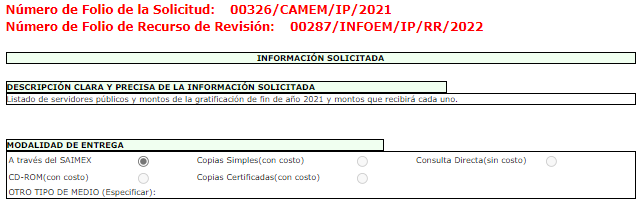 Número de Folio de la Solicitud: 00326/CAMEM/IP/2021
Número de Folio de Recurso de Revisión: 00287/INFOEM/IP/RR/2022
INFORMACIÓN SOLICITADA
DESCRIPCIÓN CLARA Y PRECISA DE LA INFORMACIÓN SOLICITADA
Listado de servidores públicos y montos de la gratificación de fin de año 2021 y montos que recibirá cada uno.
MODALIDAD DE ENTREGA
A través del SAIMEX Copias Simples(con costo) Consulta Directa(sin costo)
CD-ROM(con costo) Copias Certificadas(con costo)
OTRO TIPO DE MEDIO (Especificar):